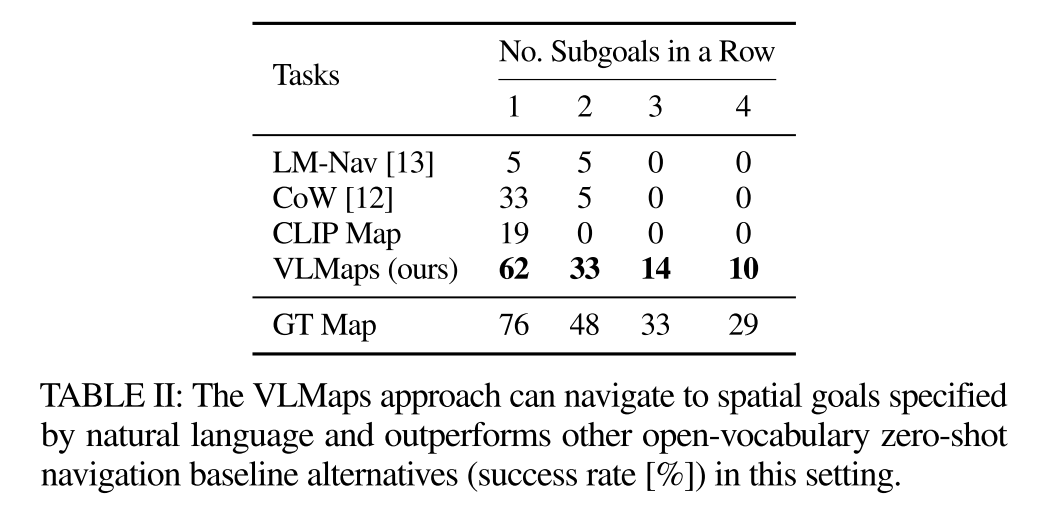 Tasks No. Subgoals in a Row
1 2 3 4
LM-Nav [13] 5 5 0 0
CoW [12] 33 5 0 0
CLIP Map 19 0 0 0
VLMaps (ours) 62 33 14 10
GT Map 76 48 33 29
TABLE II: The VLMaps approach can navigate to spatial goals specified
by natural language and outperforms other open-vocabulary zero-shot
navigation baseline alternatives (success rate [%]) in this setting.